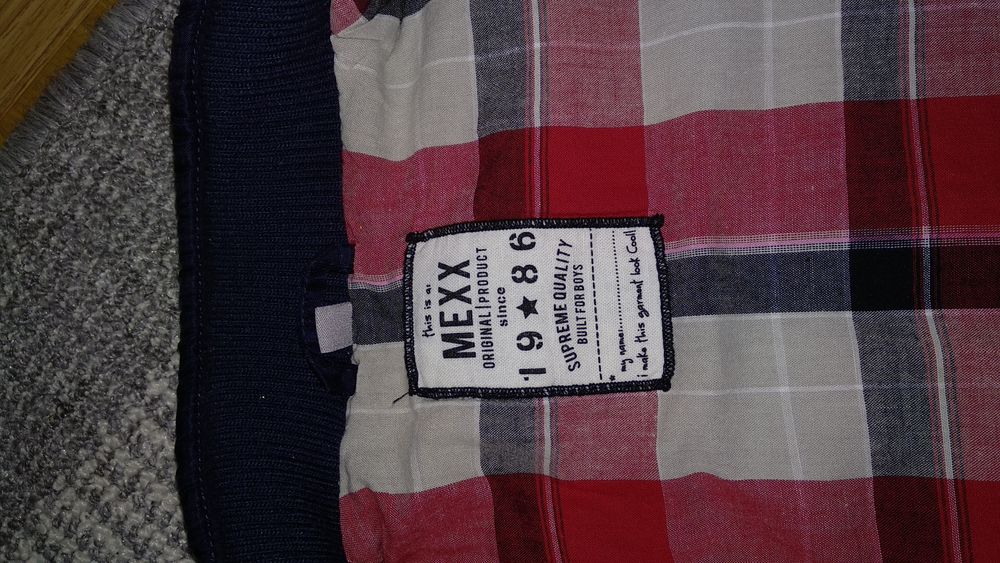 this is a:
MEXX
ORIGINAL | PRODUCT
since
19★86
SUPREME QUALITY
BUILT FOR BOYS
* my name:....................
i make this garment look Cool!